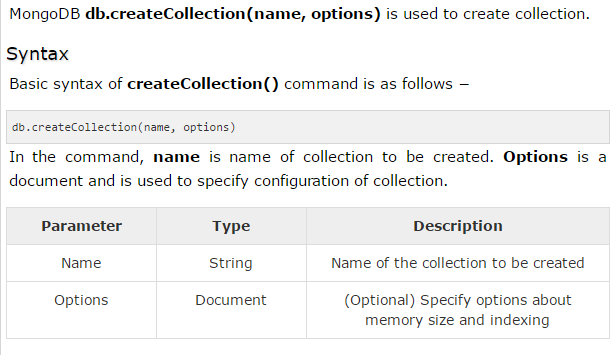 MongoDB db.createCollection(name, options) is used to create collection.
Syntax
Basic syntax of createCollection() command is as follows −
db.createCollection(name, options)
In the command, name is name of collection to be created. Options is a
document and is used to specify configuration of collection.
Parameter Type Description
Name String Name of the collection to be created
Options Document (Optional) Specify options about
memory size and indexing